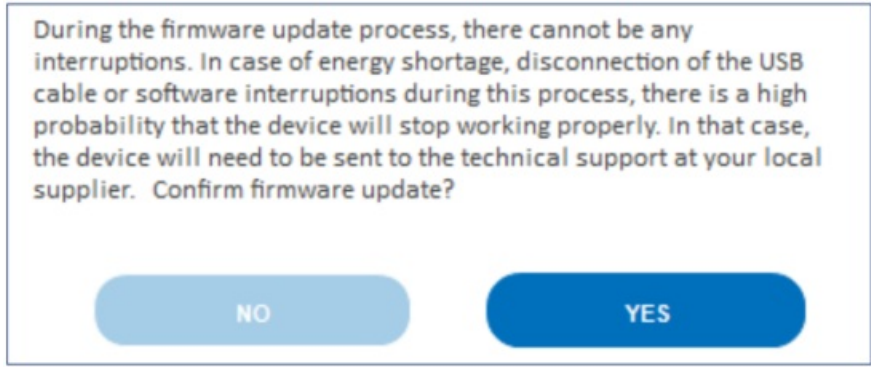 During the firmware update process, there cannot be any
interruptions. In case of energy shortage, disconnection of the USB
cable or software interruptions during this process, there is a high
probability that the device will stop working properly. In that case,
the device will need to be sent to the technical support at your local
supplier.   Confirm firmware update?
NO
YES